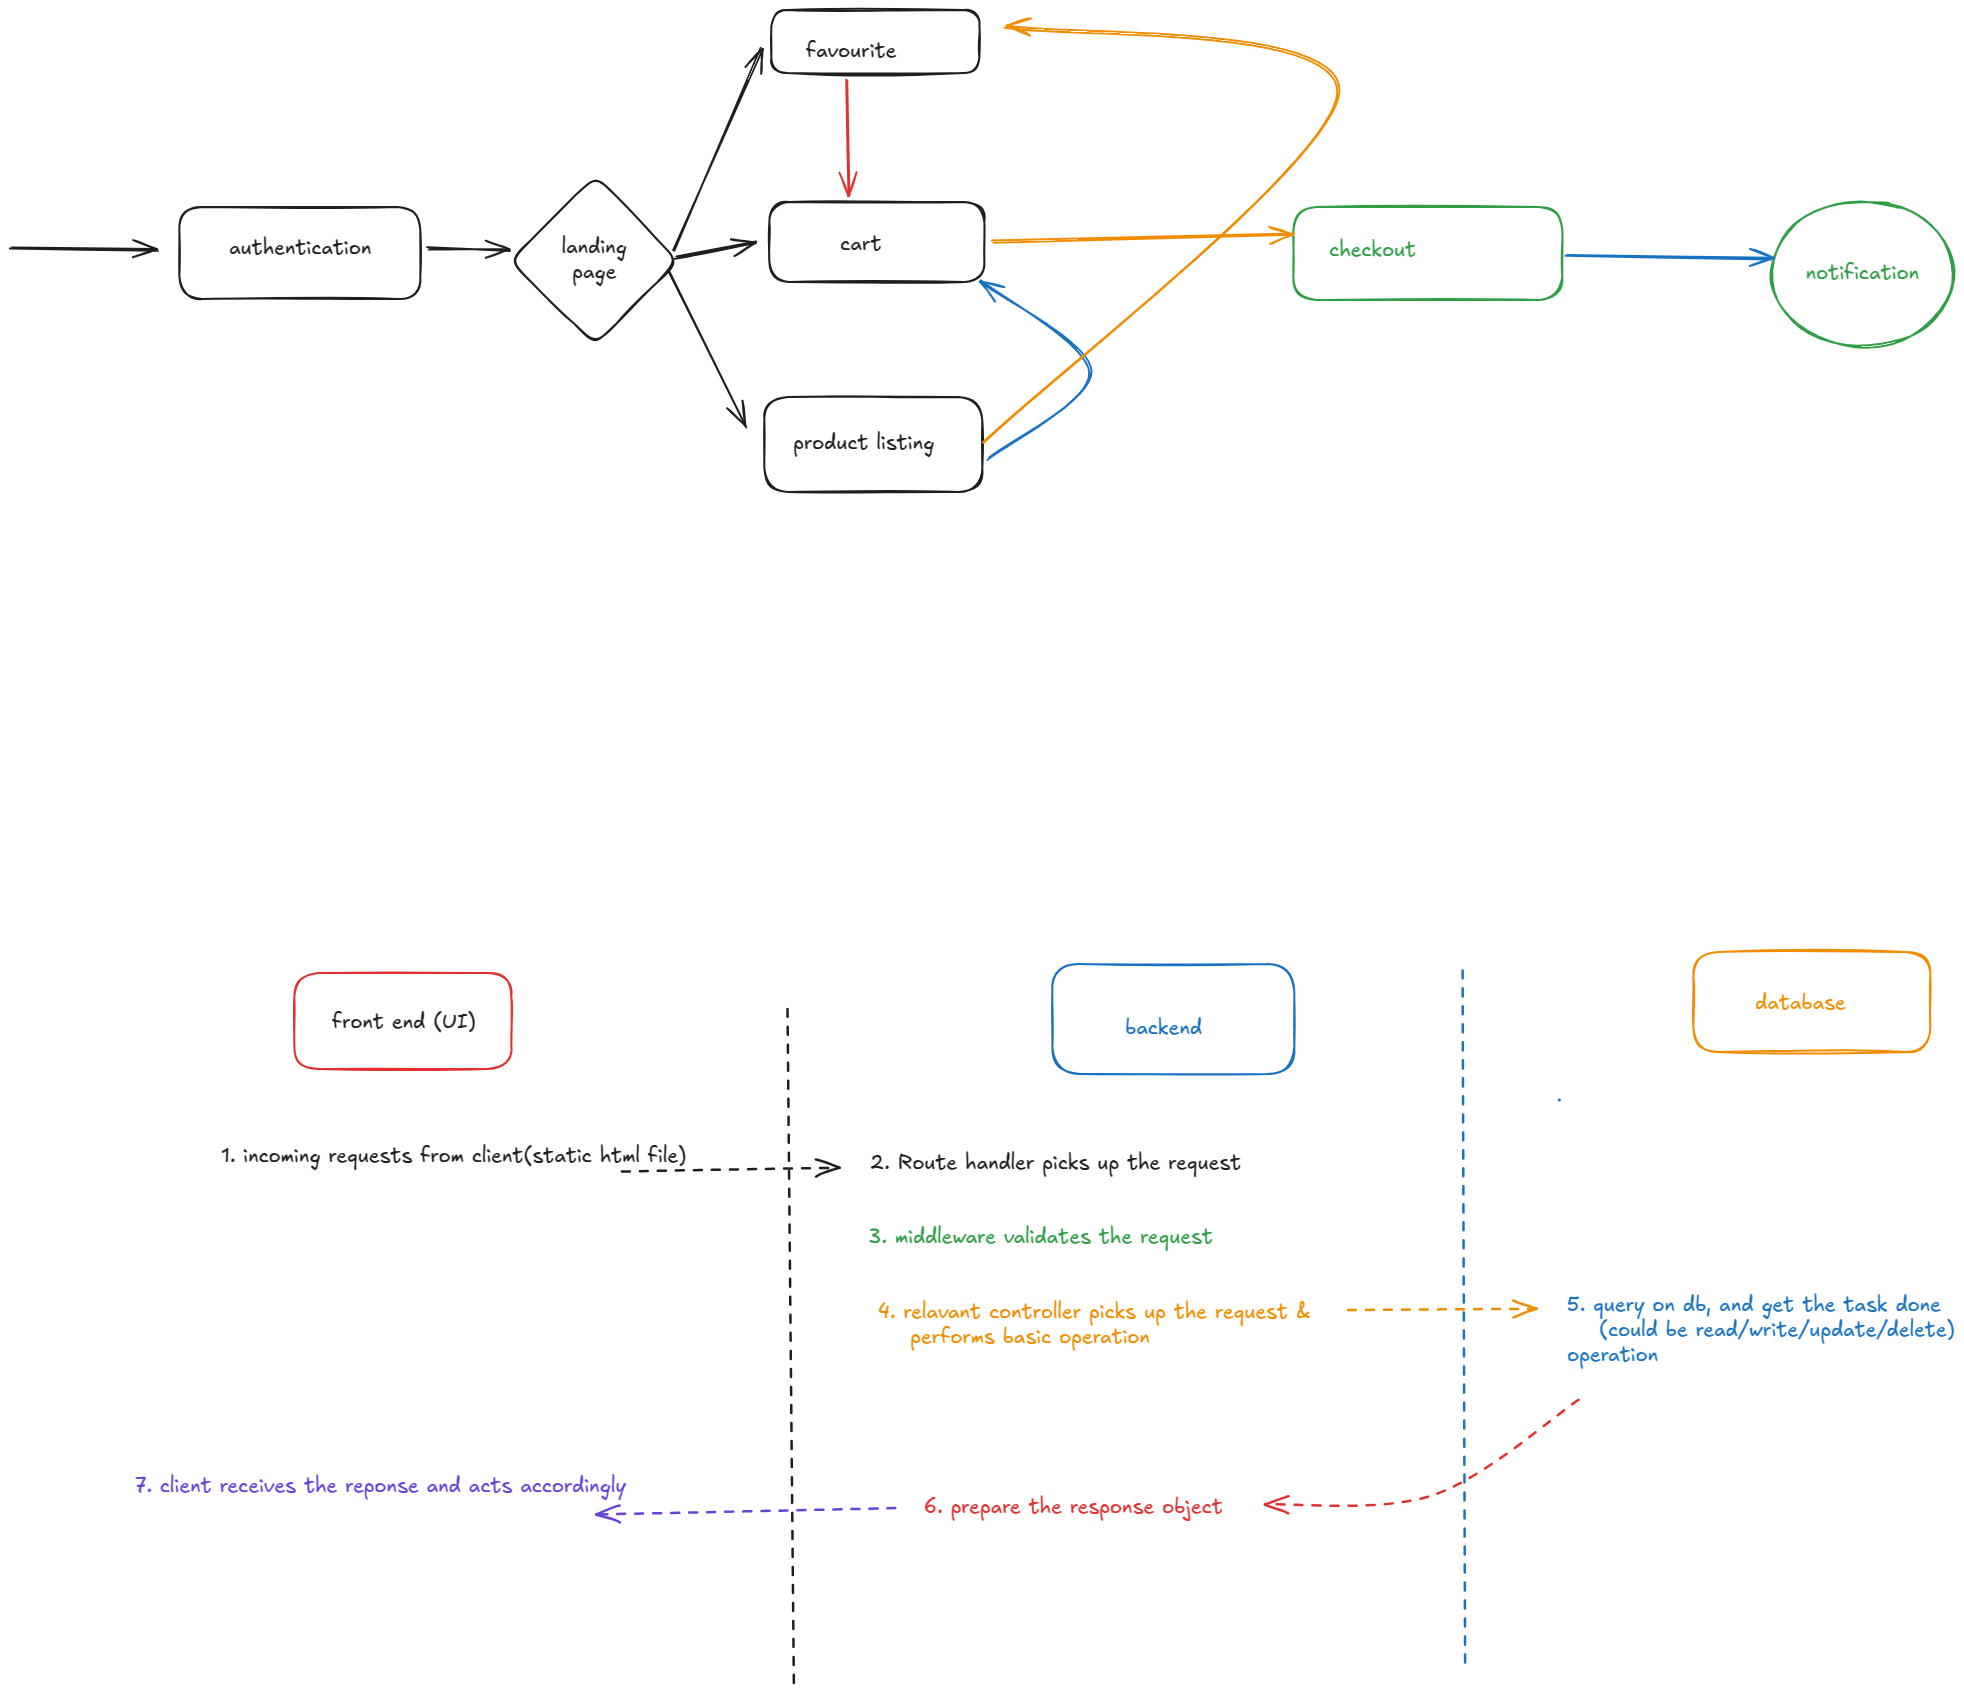 favourite
authentication
landing
page
cart
checkout
notification
product listing
front end (UI)
backend
database
1. incoming requests from client(static html file)
2. Route handler picks up the request
3. middleware validates the request
4. relavant controller picks up the request &
performs basic operation
5. query on db, and get the task done
(could be read/write/update/delete)
operation
7. client receives the reponse and acts accordingly
6. prepare the response object